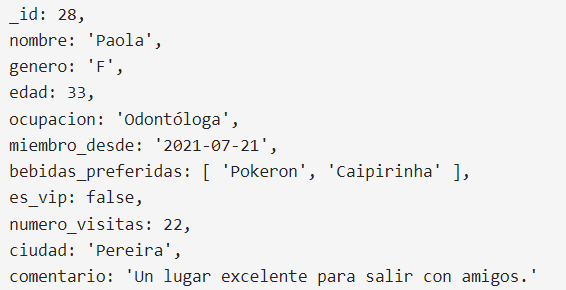 _id: 28,
nombre: 'Paola',
genero: 'F',
edad: 33,
ocupacion: 'Odontóloga',
miembro_desde: '2021-07-21',
bebidas_preferidas: [ 'Pokeron', 'Caipirinha' ],
es_vip: false,
numero_visitas: 22,
ciudad: 'Pereira',
comentario: 'Un lugar excelente para salir con amigos.'